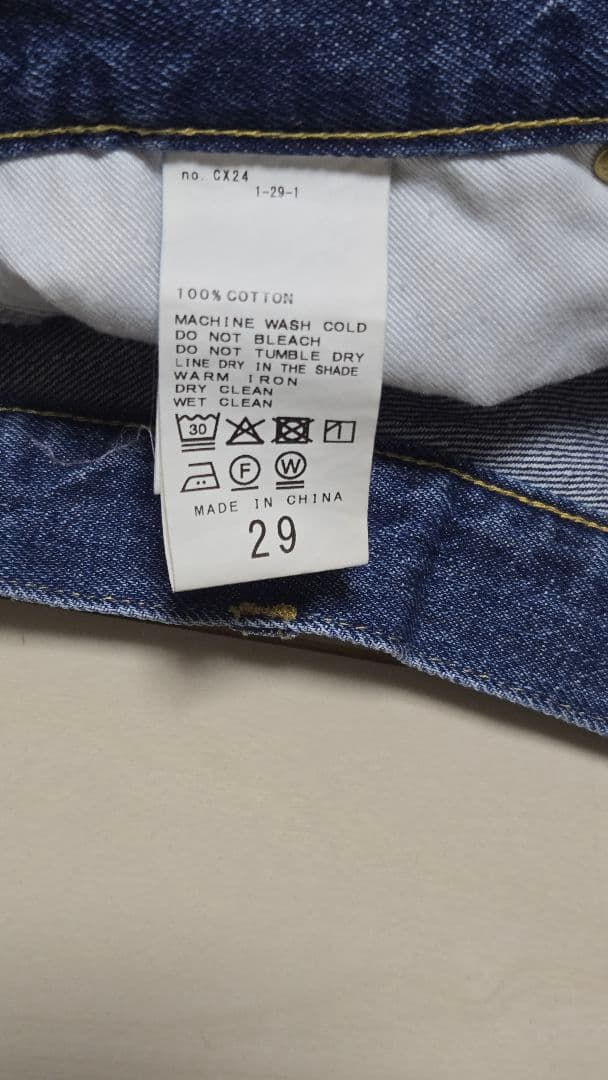 no. CX24
1-29-1
100% COTTON
MACHINE WASH COLD
DO NOT BLEACH
DO NOT TUMBLE DRY
LINE DRY IN THE SHADE
WARM IRON
DRY CLEAN
WET CLEAN
30
F W
MADE IN CHINA
29